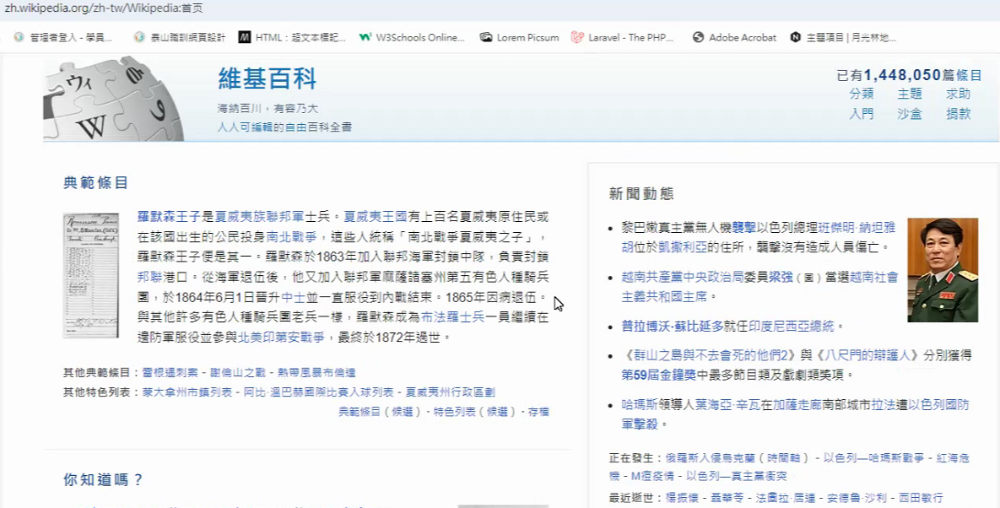 zh.wikipedia.org/zh-tw/Wikipedia:首页
管理者登入 - 學員...
泰山職訓網頁設計
HTML：超文本標記...
W3Schools Online...
Lorem Picsum
Laravel - The PHP...
Adobe Acrobat
主題項目 | 月光林地...
維基百科
海納百川，有容乃大
人人可編輯的自由百科全書
已有1,448,050篇條目
分類 主題 求助
入門 沙盒 捐款
典範條目
羅默森王子是夏威夷族聯邦軍士兵。夏威夷王國有上百名夏威夷原住民或
在該國出生的公民投身南北戰爭，這些人統稱「南北戰爭夏威夷之子」，
羅默森王子便是其一。羅默森於1863年加入聯邦海軍封鎖中隊，負責封鎖
邦聯港口。從海軍退伍後，他又加入聯邦軍麻薩諸塞州第五有色人種騎兵
團，於1864年6月1日晉升中士並一直服役到內戰結束。1865年因病退伍。
與其他許多有色人種騎兵團老兵一樣，羅默森成為布法羅士兵一員繼續在
邊防軍服役並參與北美印第安戰爭，最終於1872年過世。
其他典範條目：雷根遇刺案 - 謝倫山之戰 - 熱帶風暴布倫達
其他特色列表：蒙大拿州市鎮列表 - 阿比·溫巴赫國際比賽入球列表 - 夏威夷州行政區劃
典範條目（候選）· 特色列表（候選）· 存檔
你知道嗎？
新聞動態
黎巴嫩真主黨無人機襲擊以色列總理班傑明·納坦雅
胡位於凱撒利亞的住所，襲擊沒有造成人員傷亡。
越南共產黨中央政治局委員梁強（圖）當選越南社會
主義共和國主席。
普拉博沃·蘇比延多就任印度尼西亞總統。
《群山之島與不去會死的他們2》與《八尺門的辯護人》分別獲得
第59屆金鐘獎中最多節目類及戲劇類獎項。
哈瑪斯領導人葉海亞·辛瓦在加薩走廊南部城市拉法遭以色列國防
軍擊殺。
正在發生：俄羅斯入侵烏克蘭（時間軸） - 以色列—哈瑪斯戰爭 - 紅海危
機 - M痘疫情 - 以色列—真主黨衝突
最近逝世：楊振懷 - 聶華苓 - 法圖拉·居連 - 安德魯·沙利 - 西田敏行